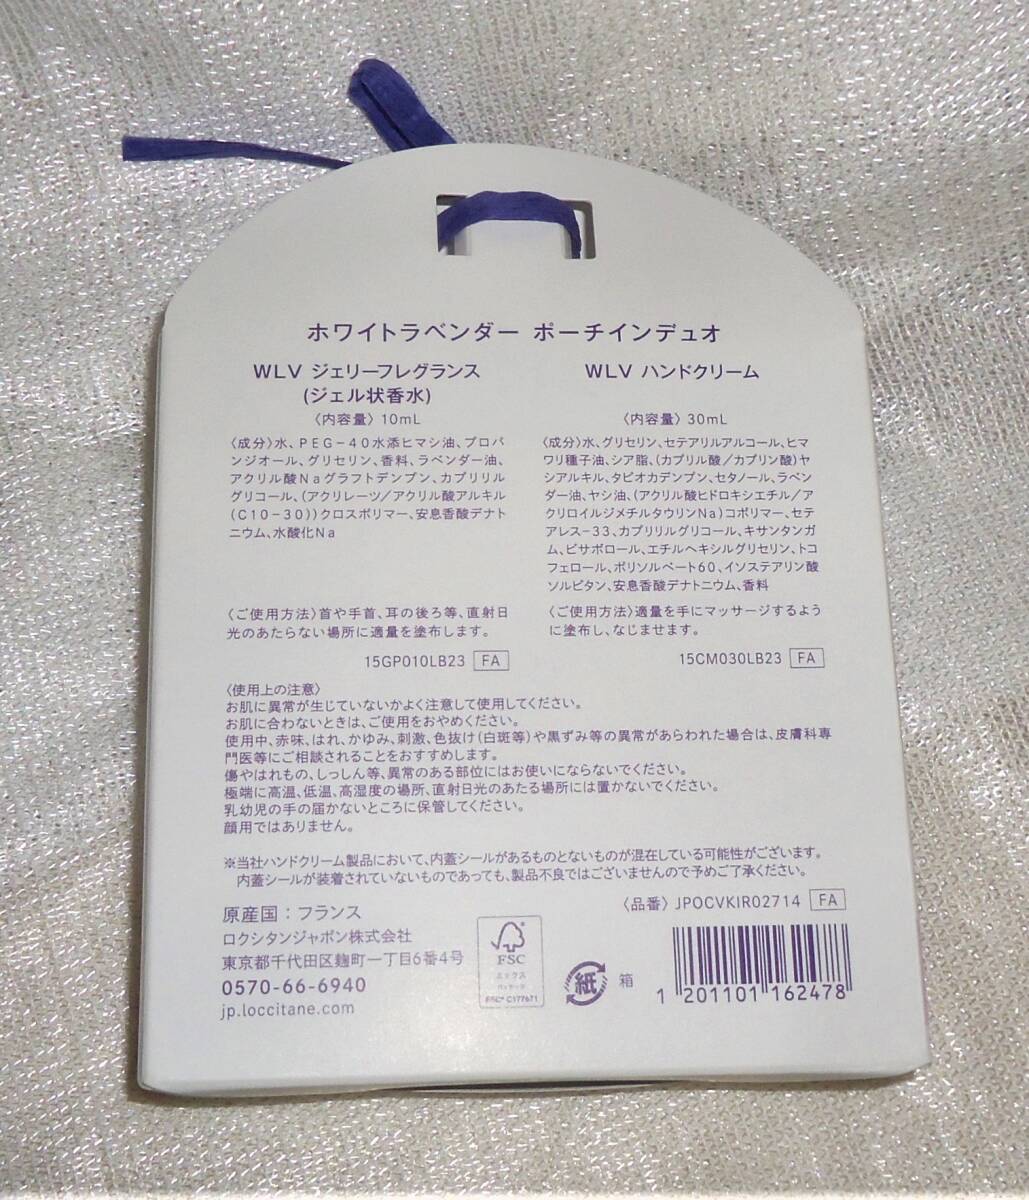 ホワイトラベンダー ポーチインデュオ
WLV ジェリーフレグランス
(ジェル状香水)
〈内容量〉 10mL
〈成分〉水、PEG-40水添ヒマシ油、プロパ
ンジオール、グリセリン、香料、ラベンダー油、
アクリル酸Naグラフトデンプン、カプリリル
グリコール、(アクリレーツ/アクリル酸アルキル
(C10-30))クロスポリマー、安息香酸デナト
ニウム、水酸化Na
〈ご使用方法〉首や手首、耳の後ろ等、直射日
光のあたらない場所に適量を塗布します。
15GP010LB23 FA
WLV ハンドクリーム
〈内容量〉 30mL
〈成分〉水、グリセリン、セテアリルアルコール、ヒマ
ワリ種子油、シア脂、(カプリル酸/カプリン酸)ヤ
シアルキル、タピオカデンプン、セタノール、ラベン
ダー油、ヤシ油、(アクリル酸ヒドロキシエチル/ア
クリロイルジメチルタウリンNa)コポリマー、セテ
アレス-33、カプリリルグリコール、キサンタンガ
ム、ビサボロール、エチルヘキシルグリセリン、トコ
フェロール、ポリソルベート60、イソステアリン酸
ソルビタン、安息香酸デナトニウム、香料
〈ご使用方法〉適量を手にマッサージするよう
に塗布し、なじませます。
15CM030LB23 FA
〈使用上の注意〉
お肌に異常が生じていないかよく注意して使用してください。
お肌に合わないときは、ご使用をおやめください。
使用中、赤味、はれ、かゆみ、刺激、色抜け(白斑等)や黒ずみ等の異常があらわれた場合は、皮膚科専
門医等にご相談されることをおすすめします。
傷やはれもの、しっしん等、異常のある部位にはお使いにならないでください。
極端に高温、低温、高湿度の場所、直射日光のあたる場所には置かないでください。
乳幼児の手の届かないところに保管してください。
顔用ではありません。
※当社ハンドクリーム製品において、内蓋シールがあるものとないものが混在している可能性がございます。
内蓋シールが装着されていないものであっても、製品不良ではございませんので予めご了承ください。
〈品番〉 JPOCVKIR02714 FA
原産国：フランス
ロクシタンジャポン株式会社
東京都千代田区麹町一丁目6番4号
0570-66-6940
jp.loccitane.com
FSC
ミックス
パッケージ
FSC® C177671
紙
箱
1 201101 162478